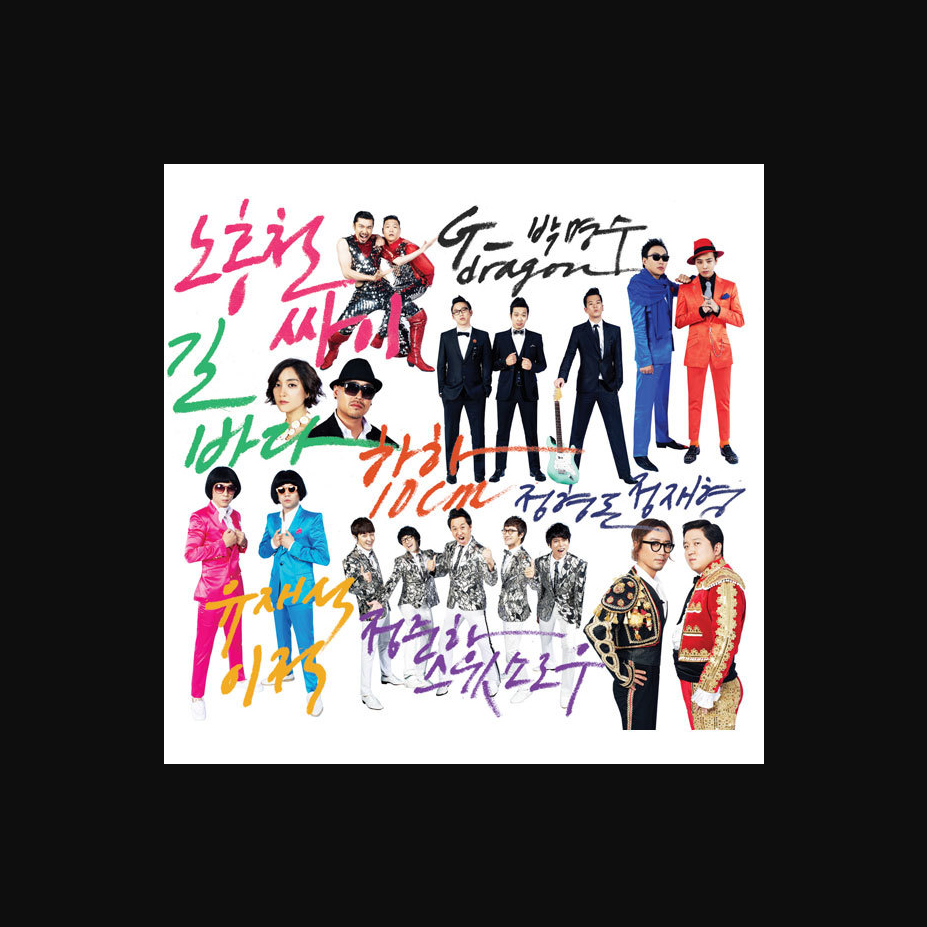 노홍철
싸이
G-dragon 박명수
길
바다
하하
10cm
정형돈 정재형
유재석
이적
정준하
스윗소로우